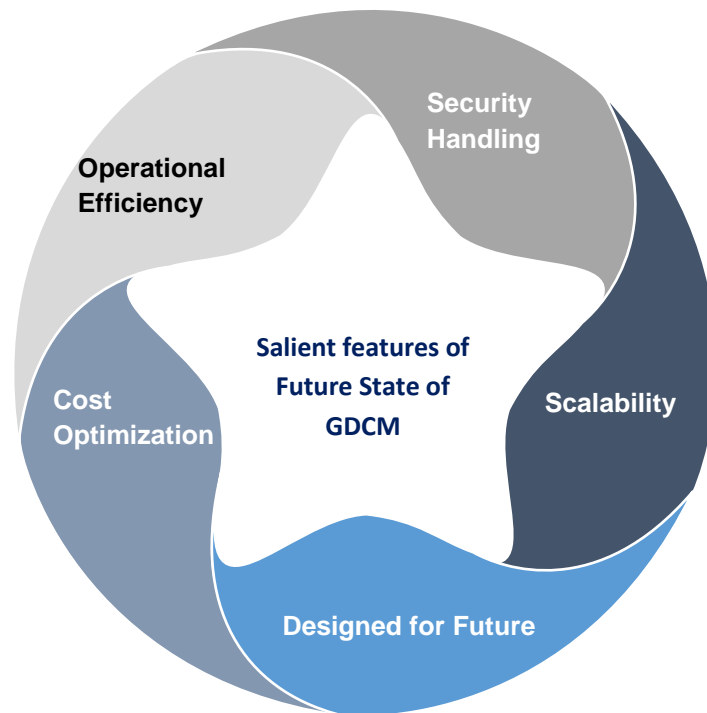 Security
Handling
Operational
Efficiency
Salient features of
Future State of
GDCM
Cost
Optimization
Scalability
Designed for Future